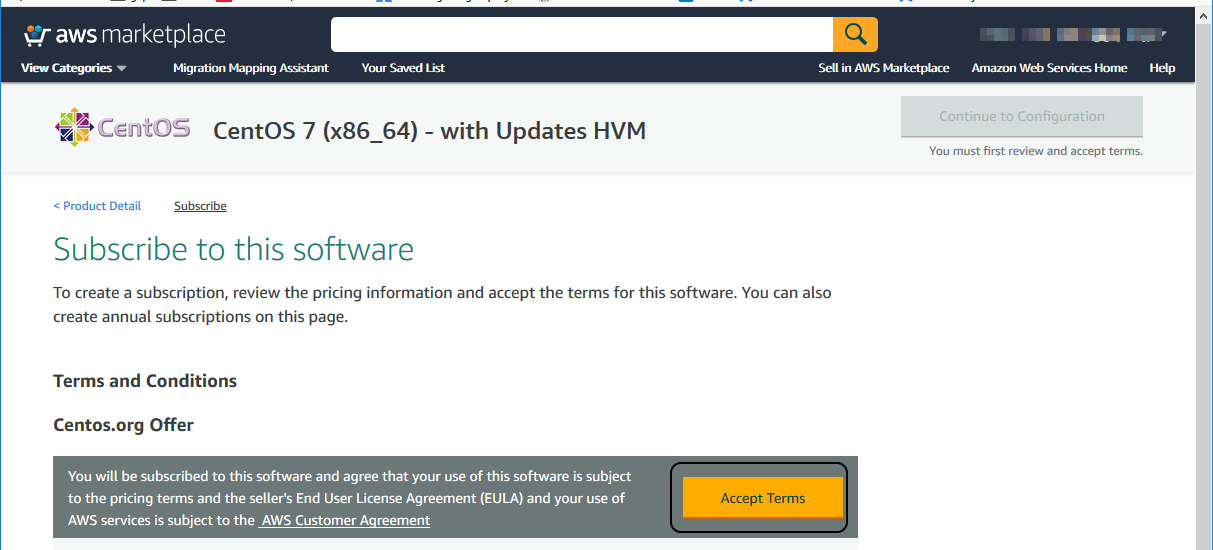 aws marketplace
View Categories
Migration Mapping Assistant
Your Saved List
Sell in AWS Marketplace
Amazon Web Services Home
Help
CentOS
CentOS 7 (x86_64) - with Updates HVM
Continue to Configuration
You must first review and accept terms.
< Product Detail
Subscribe
Subscribe to this software
To create a subscription, review the pricing information and accept the terms for this software. You can also
create annual subscriptions on this page.
Terms and Conditions
Centos.org Offer
You will be subscribed to this software and agree that your use of this software is subject
to the pricing terms and the seller's End User License Agreement (EULA) and your use of
AWS services is subject to the AWS Customer Agreement
Accept Terms